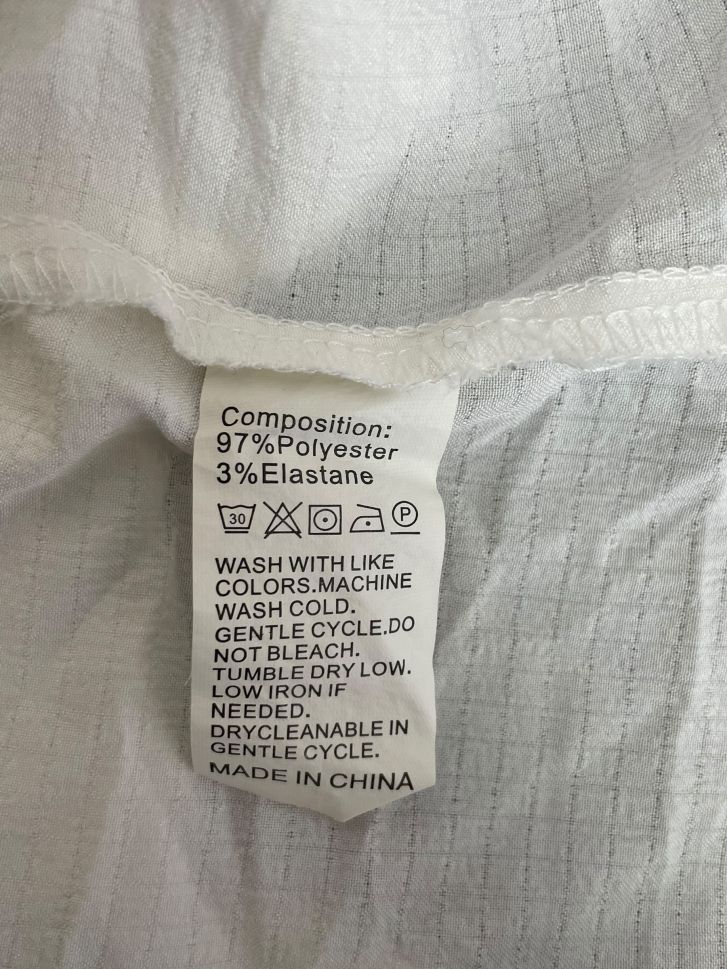 Composition:
97%Polyester
3%Elastane
30 P
WASH WITH LIKE
COLORS.MACHINE
WASH COLD.
GENTLE CYCLE.DO
NOT BLEACH.
TUMBLE DRY LOW.
LOW IRON IF
NEEDED.
DRYCLEANABLE IN
GENTLE CYCLE.
MADE IN CHINA